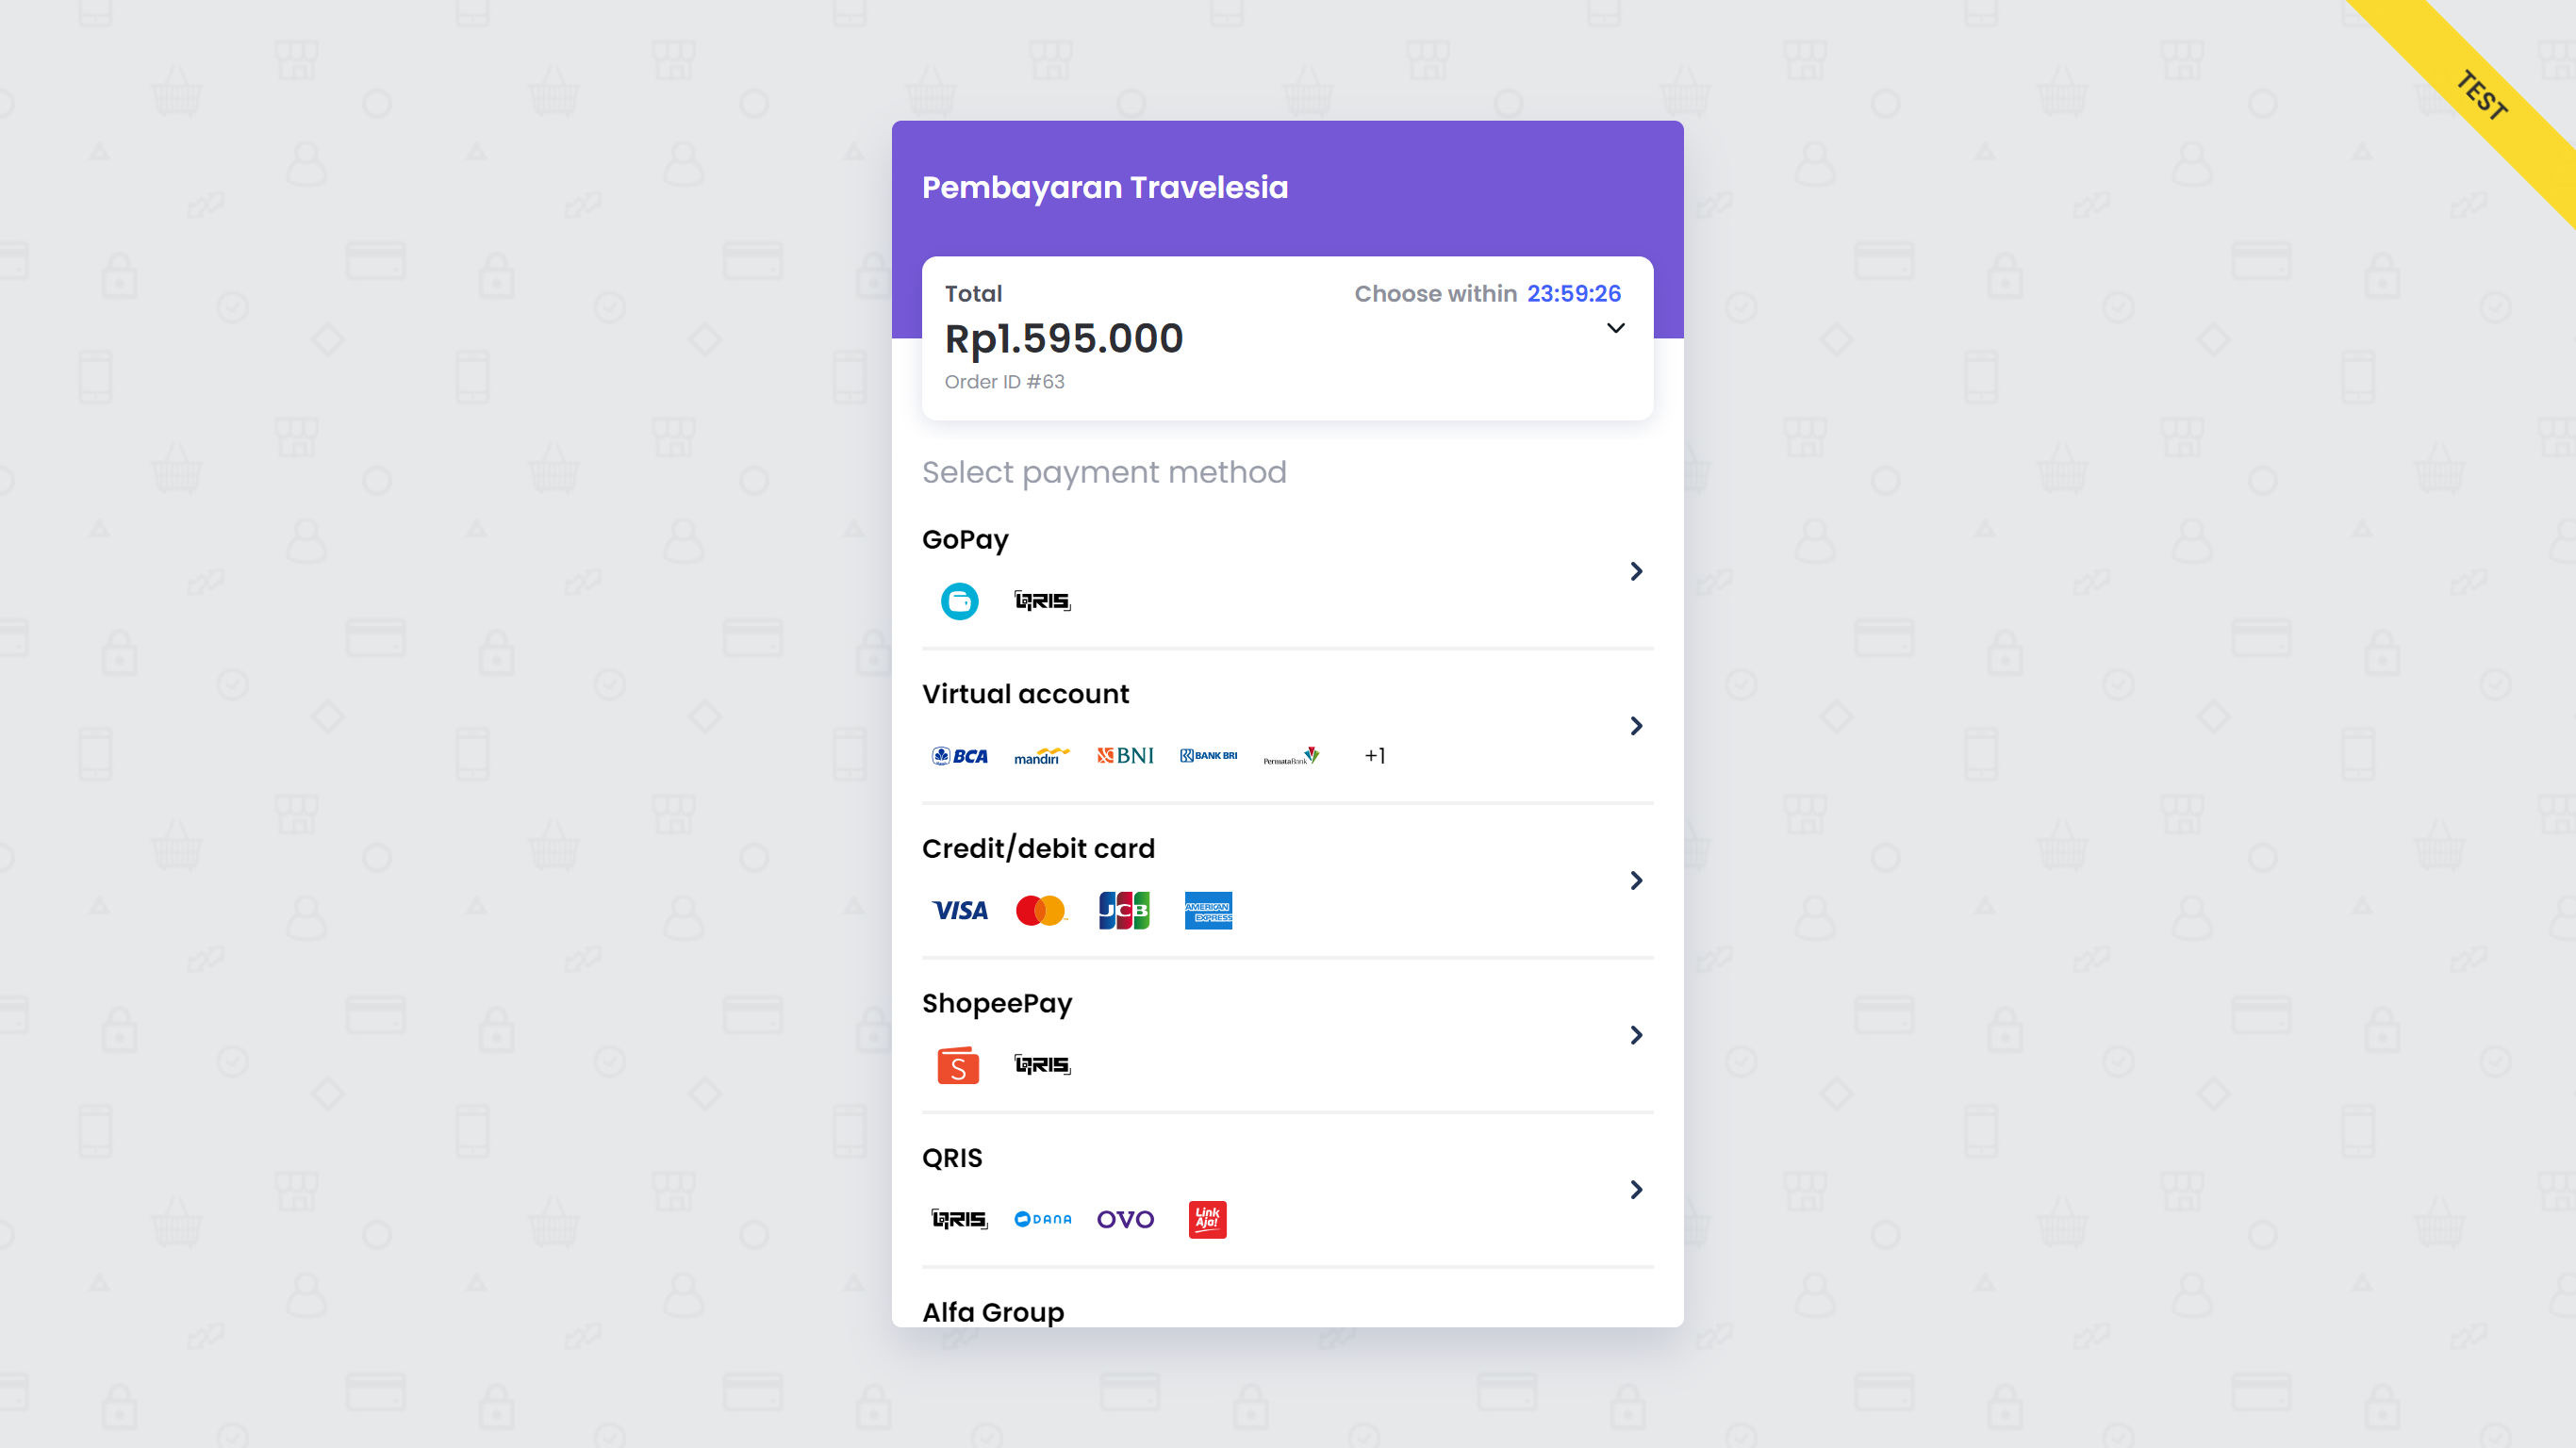 TEST
Pembayaran Travelesia
Total
Choose within 23:59:26
Rp1.595.000
Order ID #63
Select payment method
GoPay
QRIS
Virtual account
BCA mandiri BNI BANK BRI PermataBank +1
Credit/debit card
VISA JCB AMERICAN EXPRESS
ShopeePay
S QRIS
QRIS
QRIS DANA OVO Link Aja!
Alfa Group